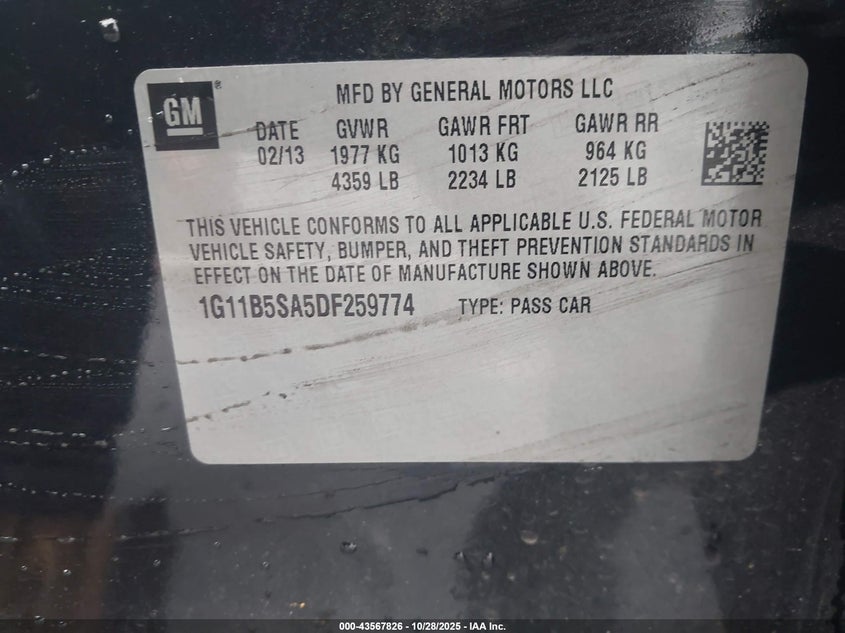 GM ®
MFD BY GENERAL MOTORS LLC
DATE GVWR GAWR FRT GAWR RR
02/13 1977 KG 1013 KG 964 KG
4359 LB 2234 LB 2125 LB
THIS VEHICLE CONFORMS TO ALL APPLICABLE U.S. FEDERAL MOTOR
VEHICLE SAFETY, BUMPER, AND THEFT PREVENTION STANDARDS IN
EFFECT ON THE DATE OF MANUFACTURE SHOWN ABOVE.
1G11B5SA5DF259774 TYPE: PASS CAR
000-43567826 - 10/28/2025 - IAA Inc.